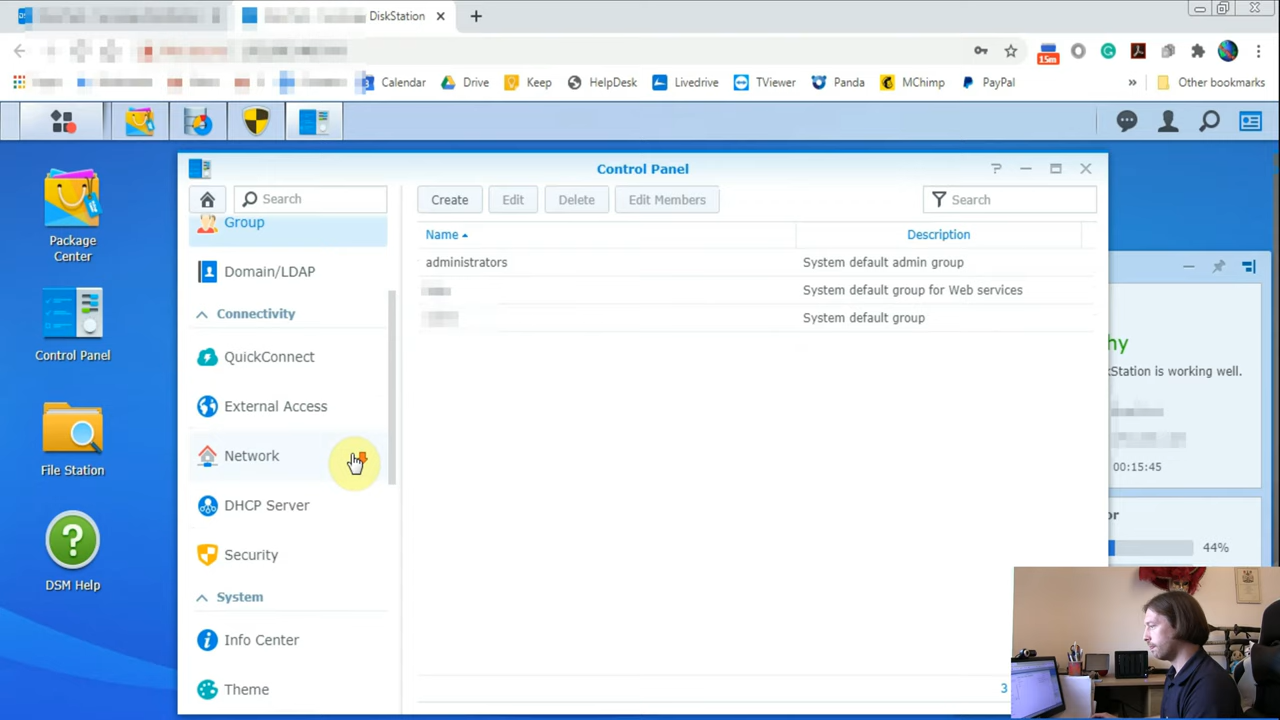 DiskStation
15m
Calendar Drive Keep HelpDesk Livedrive TViewer Panda MChimp PayPal » Other bookmarks
Control Panel
Search
Create Edit Delete Edit Members
Search
Group
Domain/LDAP
Connectivity
QuickConnect
External Access
Network
DHCP Server
Security
System
Info Center
Theme
Name Description
administrators System default admin group
System default group for Web services
System default group
3
Package
Center
Control Panel
File Station
DSM Help
hy
kStation is working well.
00:15:45
or
44%